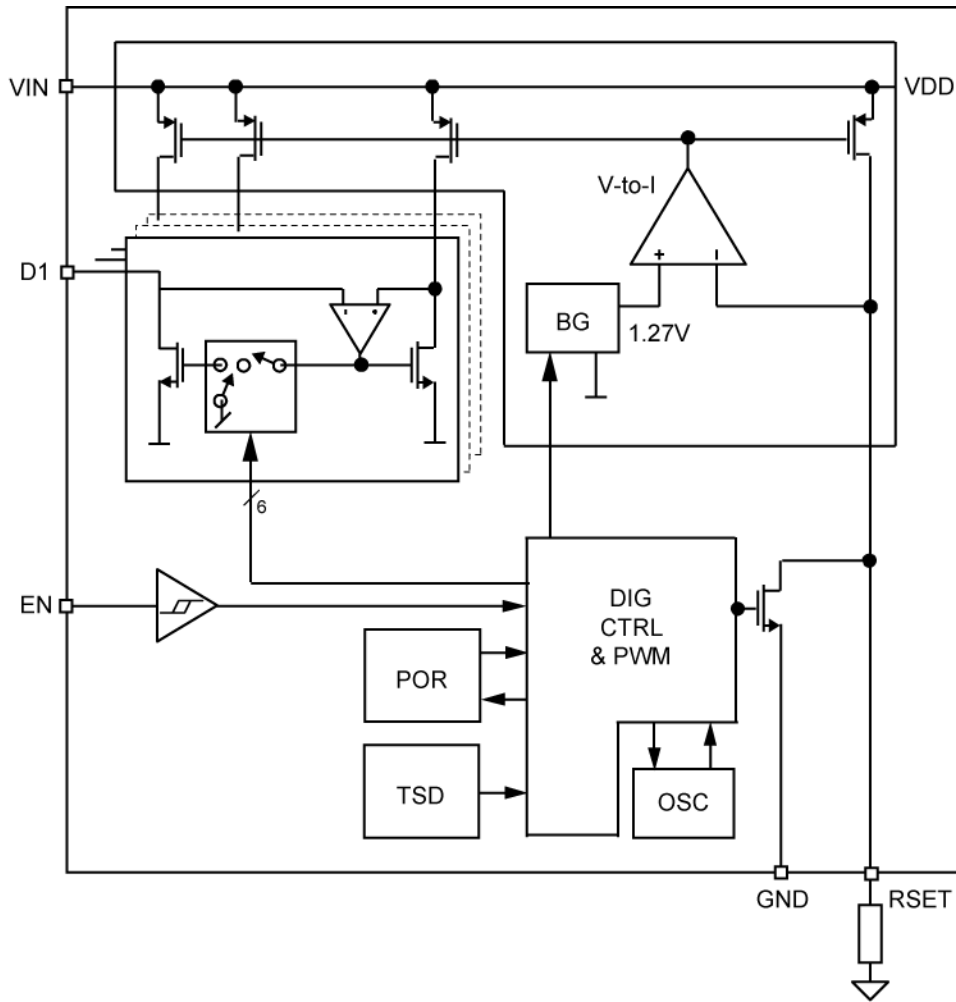 VIN
VDD
V-to-I
+
–
D1
BG
1.27V
6
EN
DIG
CTRL
& PWM
POR
TSD
OSC
GND
RSET